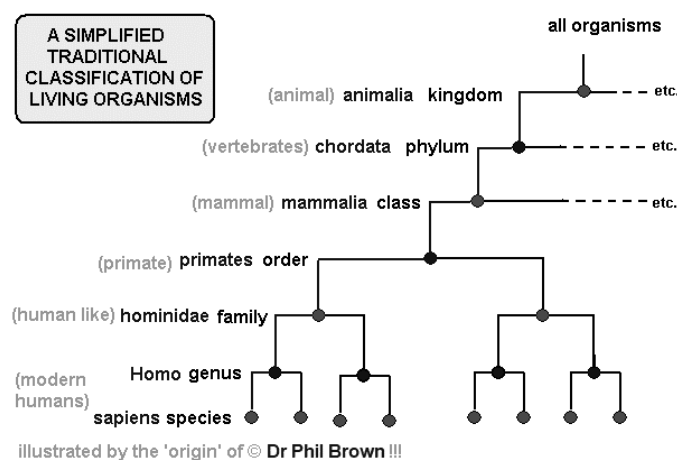 A SIMPLIFIED
TRADITIONAL
CLASSIFICATION OF
LIVING ORGANISMS
all organisms
(animal) animalia kingdom
etc.
(vertebrates) chordata phylum
etc.
(mammal) mammalia class
etc.
(primate) primates order
(human like) hominidae family
Homo genus
(modern
humans)
sapiens species
illustrated by the 'origin' of © Dr Phil Brown !!!